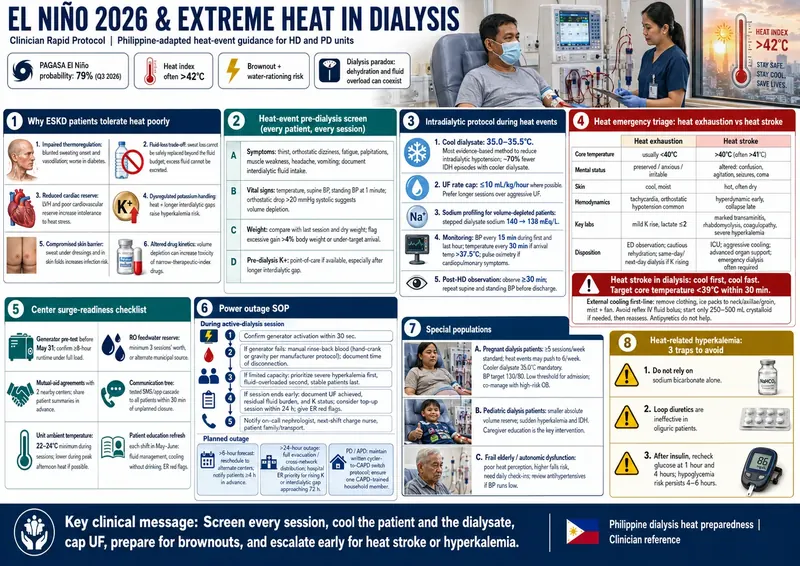 EL NIÑO 2026 & EXTREME HEAT IN DIALYSIS
Clinician Rapid Protocol | Philippine-adapted heat-event guidance for HD and PD units
PAGASA El Niño
probability: 79% (Q3 2026)
Heat index
often >42°C
Brownout +
water-rationing risk
Dialysis paradox:
dehydration and fluid
overload can coexist
HEAT INDEX
>42°C
STAY SAFE.
STAY COOL.
SAVE LIVES.
1 Why ESKD patients tolerate heat poorly
1. Impaired thermoregulation:
blunted sweating onset and
vasodilation; worse in diabetes.
2. Fluid-loss trade-off: sweat loss cannot
be safely replaced beyond the fluid
budget, excess fluid cannot be
excreted.
3. Reduced cardiac reserve:
LVH and poor cardiovascular
reserve increase intolerance
to heat stress.
K+
4. Dysregulated potassium handling:
heat + longer interdialytic gaps
raise hyperkalemia risk.
5. Compromised skin barrier:
sweat under dressings and in
skin folds increases infection risk.
6. Altered drug kinetics: volume
depletion can increase toxicity
of narrow-therapeutic-index
drugs.
2 Heat-event pre-dialysis screen
(every patient, every session)
A Symptoms: thirst, orthostatic dizziness, fatigue, palpitations,
muscle weakness, headache, vomiting; document
interdialytic fluid intake.
B Vital signs: temperature, supine BP, standing BP at 1 minute;
orthostatic drop >20 mmHg systolic suggests
volume depletion.
C Weight: compare with last session and dry weight; flag
excessive gain >4% body weight or under-target arrival.
D Pre-dialysis K+: point-of-care if available, especially after
longer interdialytic gap.
3 Intradialytic protocol during heat events
1. Cool dialysate: 35.0–35.5°C.
Most evidence-based method to reduce
intradialytic hypotension; ~70% fewer
IDH episodes with cooler dialysate.
2. UF rate cap: ≤10 mL/kg/hour where possible.
Prefer longer sessions over aggressive UF.
Na+
3. Sodium profiling for volume-depleted patients:
stepped dialysate sodium 140 → 138 mEq/L.
4. Monitoring: BP every 15 min during first and
last hour; temperature every 30 min if arrival
temp >37.5°C; pulse oximetry if
cardiopulmonary symptoms.
5. Post-HD observation: observe ≥30 min;
repeat supine and standing BP before discharge.
4 Heat emergency triage: heat exhaustion vs heat stroke
Heat exhaustion Heat stroke
Core temperature usually <40°C >40°C (often >41°C)
Mental status preserved / anxious / irritable altered: confusion, agitation, seizures, coma
Skin cool, moist hot, often dry
Hemodynamics tachycardia, orthostatic hypotension common hyperdynamic early, collapse late
Key labs mild K rise, lactate ≤2 marked transaminitis, rhabdomyolysis, coagulopathy, severe hyperkalemia
Disposition ED observation; cautious rehydration; same-day/next-day dialysis if K rising ICU; aggressive cooling; advanced organ support; emergency dialysis often required
Heat stroke in dialysis: cool first, cool fast.
Target core temperature <39°C within 30 min.
External cooling first-line: remove clothing, ice packs to neck/axillae/groin,
mist + fan. Avoid reflex IV fluid bolus; start only 250–500 mL crystalloid
if needed, then reassess. Antipyretics do not help.
5 Center surge-readiness checklist
Generator pre-test before
May 31; confirm ≥8-hour
runtime under full load.
RO feedwater reserve:
minimum 3 sessions' worth,
or alternate municipal source.
Mutual-aid agreements with
2 nearby centers; share
patient summaries in
advance.
Communication tree:
tested SMS/app cascade
to all patients within 30 min
of unplanned closure.
Unit ambient temperature:
22–24°C minimum during
sessions; lower during peak
afternoon heat if possible.
Patient education refresh
each shift in May–June:
fluid management, cooling
without drinking, ER red flags.
6 Power outage SOP
During active-dialysis session
1 Confirm generator activation within 30 sec.
2 If generator fails: manual rinse-back blood (hand-crank
or gravity per manufacturer protocol); document time of
disconnection.
3 If limited capacity: prioritize severe hyperkalemia first,
fluid-overloaded second, stable patients last.
4 If session ends early: document UF achieved,
residual fluid burden, and K status; consider top-up
session within 24 h; give ER red flags.
5 Notify on-call nephrologist, next-shift charge nurse,
patient family/transport.
Planned outage
>6-hour forecast:
reschedule to
alternate centers;
notify patients ≥4 h
in advance.
>24-hour outage:
full evacuation /
cross-network
distribution; hospital
ER priority for rising K
or interdialytic gap
approaching 72 h.
PD / APD: maintain
written cycler-
to-CAPD switch
protocol; ensure
one CAPD-trained
household member.
7 Special populations
A. Pregnant dialysis patients: ≥5 sessions/week
may standard; heat events may push to 6/week.
Cooler dialysate 35.0°C mandatory.
BP target 130/80. Low threshold for admission;
co-manage with high-risk OB.
B. Pediatric dialysis patients: smaller absolute
volume reserve; sudden hyperkalemia and IDH.
Caregiver education is the key intervention.
C. Frail elderly / autonomic dysfunction:
poor heat perception, higher falls risk,
need daily check-ins; review antihypertensives
if BP runs low.
8 Heat-related hyperkalemia:
3 traps to avoid
1. Do not rely on
sodium bicarbonate alone.
NaHCO₃
2. Loop diuretics are
ineffective in
oliguric patients.
3. After insulin, recheck
glucose at 1 hour and
4 hours; hypoglycemia
risk persists 4–6 hours.
86
Key clinical message: Screen every session, cool the patient and the dialysate,
cap UF, prepare for brownouts, and escalate early for heat stroke or hyperkalemia.
Philippine dialysis heat preparedness |
Clinician reference